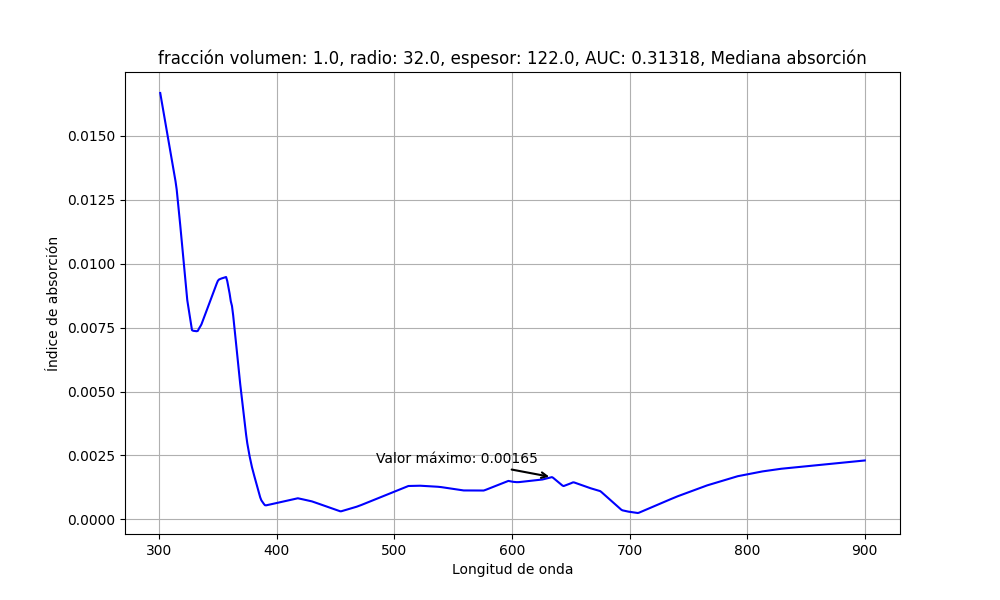 fracción volumen: 1.0, radio: 32.0, espesor: 122.0, AUC: 0.31318, Mediana absorción
0.0150
0.0125
0.0100
0.0075
0.0050
0.0025
0.0000
Índice de absorción
Valor máximo: 0.00165
300 400 500 600 700 800 900
Longitud de onda